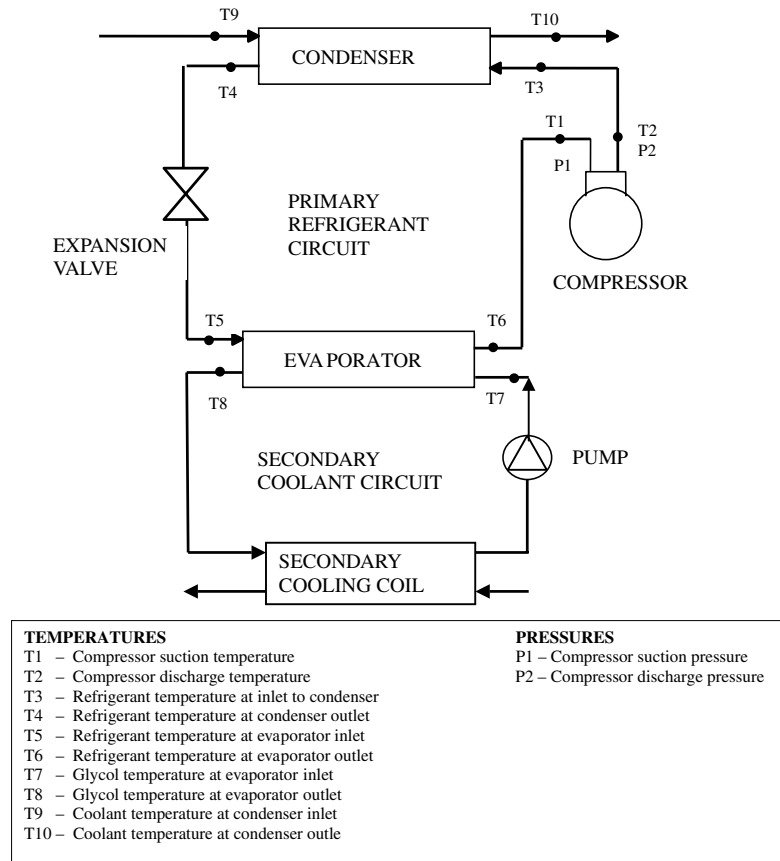 T9
T10
CONDENSER
T4
T3
T1
T2
P1
P2
PRIMARY
REFRIGERANT
CIRCUIT
EXPANSION
VALVE
COMPRESSOR
T5
T6
EVAPORATOR
T8
T7
SECONDARY
COOLANT CIRCUIT
PUMP
SECONDARY
COOLING COIL
TEMPERATURES
T1 – Compressor suction temperature
T2 – Compressor discharge temperature
T3 – Refrigerant temperature at inlet to condenser
T4 – Refrigerant temperature at condenser outlet
T5 – Refrigerant temperature at evaporator inlet
T6 – Refrigerant temperature at evaporator outlet
T7 – Glycol temperature at evaporator inlet
T8 – Glycol temperature at evaporator outlet
T9 – Coolant temperature at condenser inlet
T10 – Coolant temperature at condenser outle
PRESSURES
P1 – Compressor suction pressure
P2 – Compressor discharge pressure